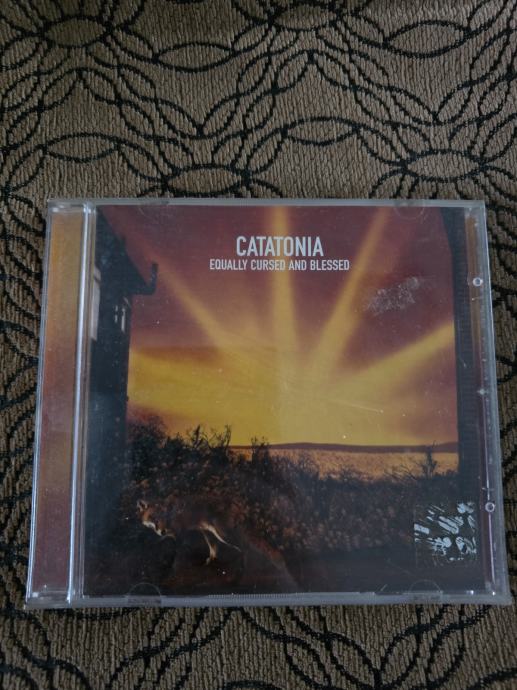 CATATONIA
EQUALLY CURSED AND BLESSED